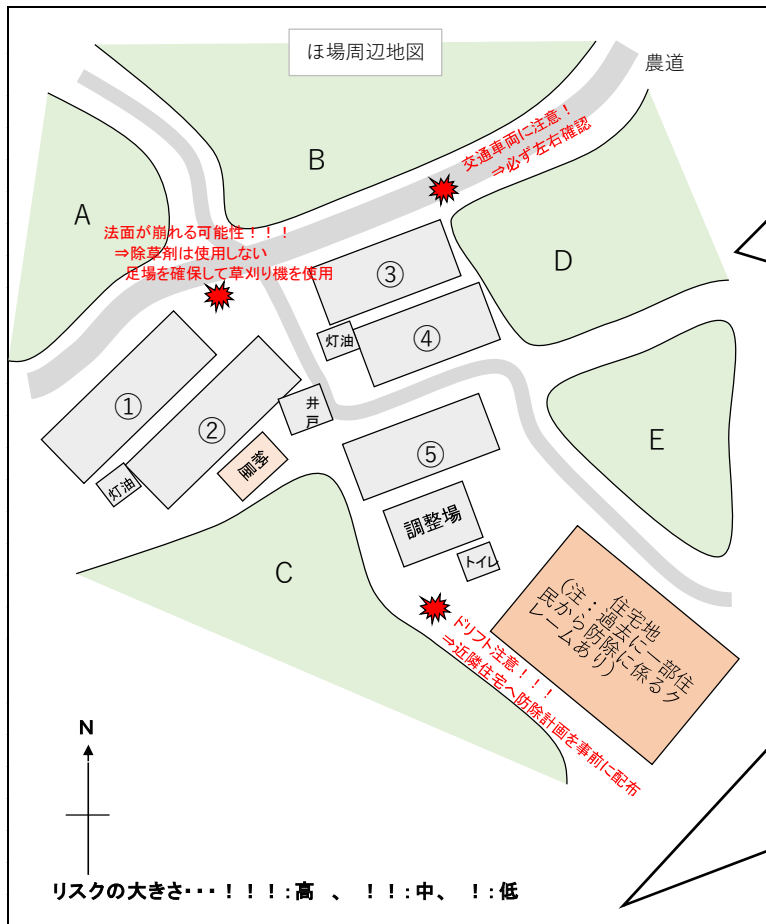 ほ場周辺地図
農道
交通車両に注意！
⇒必ず左右確認
B
A
法面が崩れる可能性！！！
⇒除草剤は使用しない
足場を確保して草刈り機を使用
③
D
灯油
④
①
井戸
②
⑤
E
納屋
灯油
調整場
C
トイレ
住宅地
（注：過去に一部住
民から防除に係るク
レームあり）
ドリフト注意！！！
⇒近隣住宅へ防除計画を事前に配布
N
リスクの大きさ・・・！！！：高　、　！！：中、　！：低